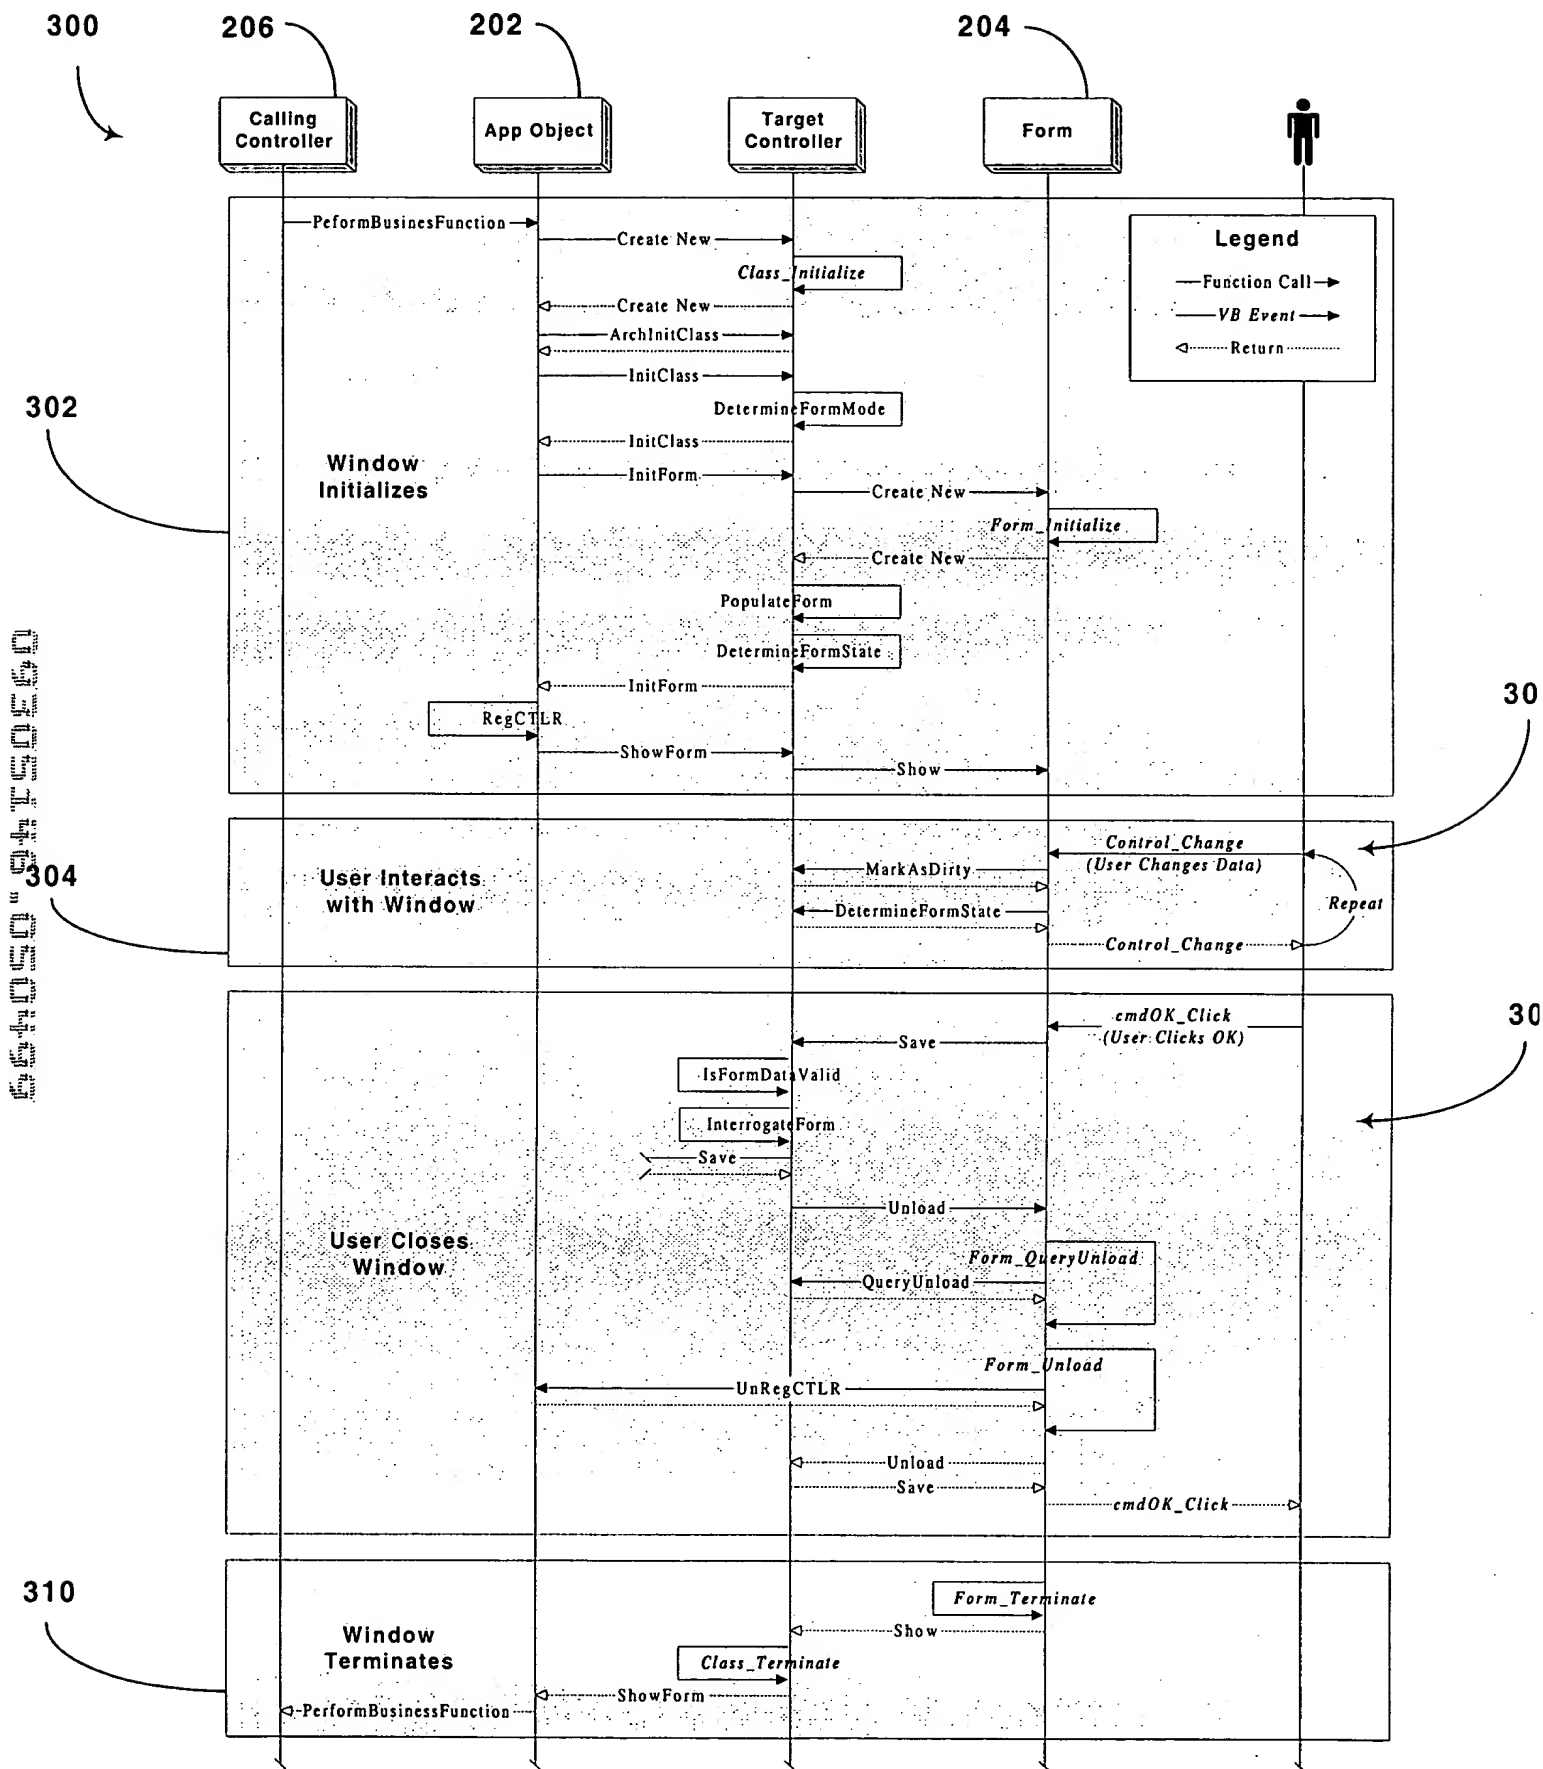 300
206
202
204
Calling
Controller
App Object
Target
Controller
Form
PeformBusinesFunction
Create New
Legend
Class_Initialize
Function Call
Create New
VB Event
ArchInitClass
Return
InitClass
302
DetermineFormMode
InitClass
Window
Initializes
InitForm
Create New
Form_Initialize
Create New
PopulateForm
DetermineFormState
InitForm
30
RegCTLR
ShowForm
Show
Control_Change
(User Changes Data)
304
User Interacts
with Window
MarkAsDirty
Repeat
DetermineFormState
Control_Change
30
cmdOK_Click
(User Clicks OK)
Save
IsFormDataValid
InterrogateForm
Save
Unload
User Closes
Window
Form_QueryUnload
QueryUnload
Form_Unload
UnRegCTLR
Unload
Save
cmdOK_Click
310
Form_Terminate
Window
Terminates
Show
Class_Terminate
ShowForm
PerformBusinessFunction